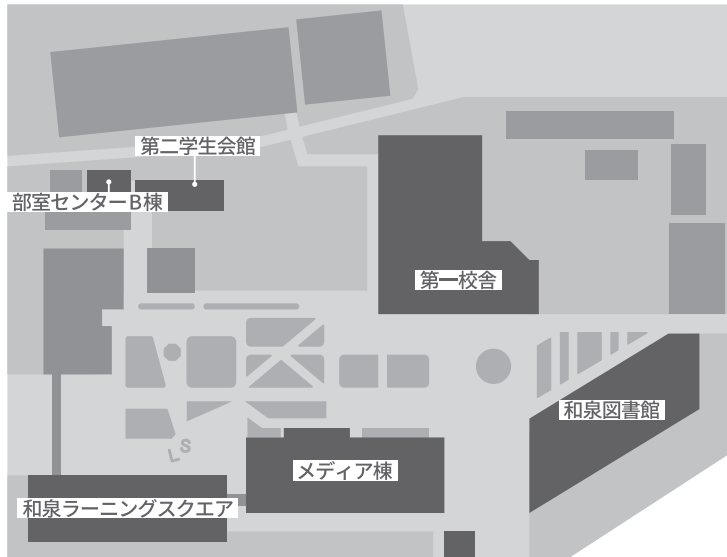 第二学生会館
部室センターB棟
第一校舎
和泉図書館
LS
メディア棟
和泉ラーニングスクエア